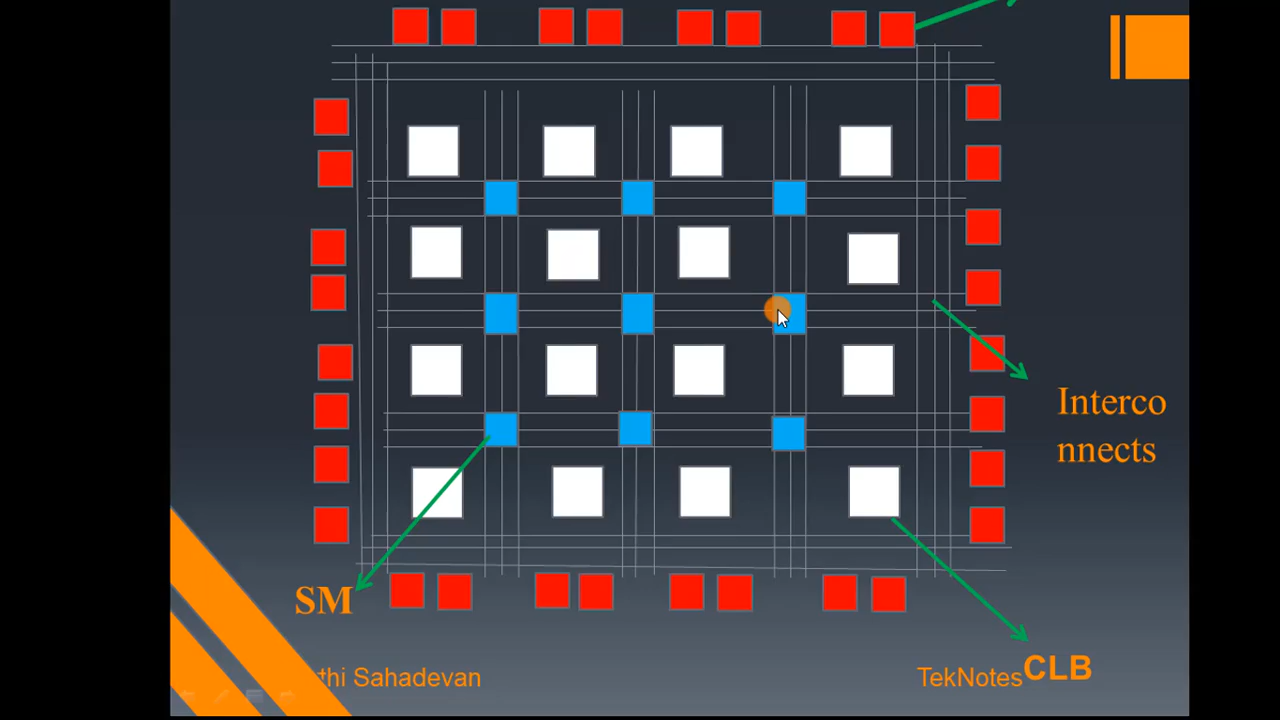 Interco
nnects
SM
CLB
thi Sahadevan
TekNotes